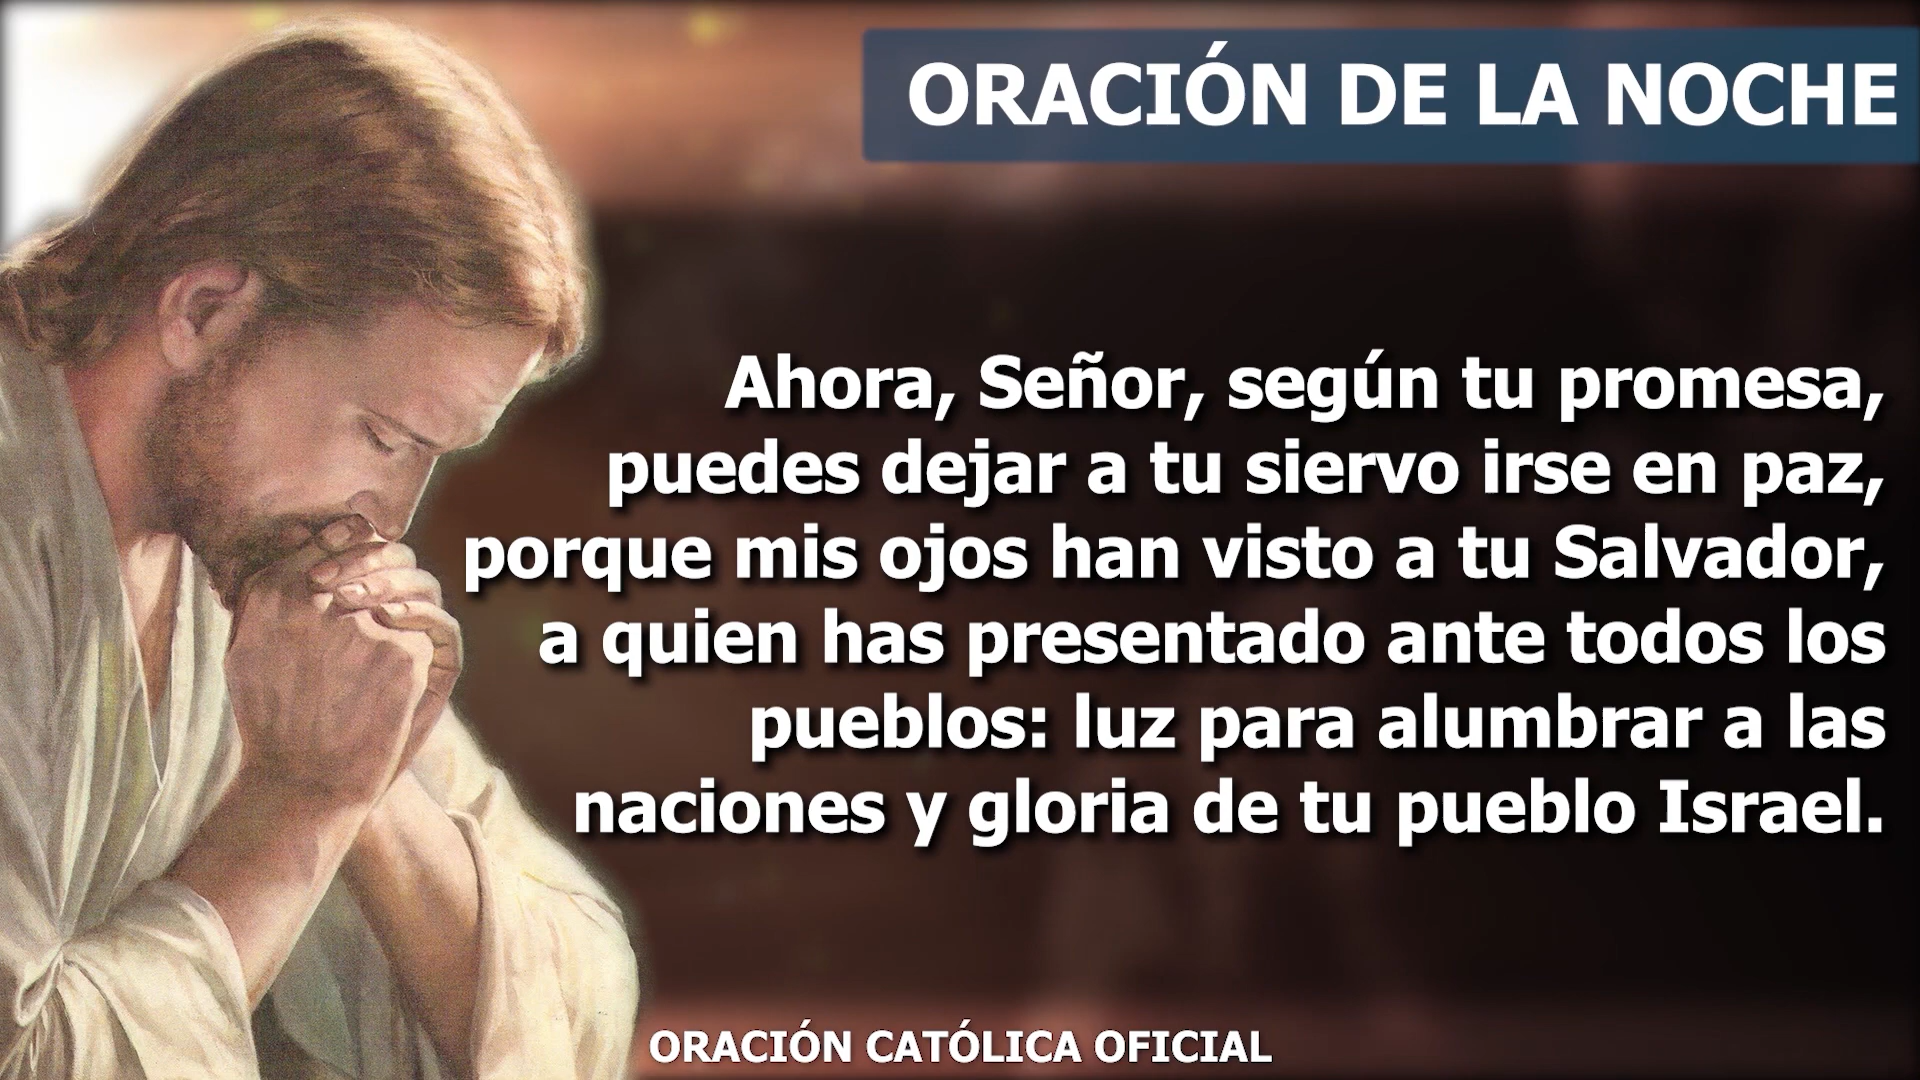 ORACIÓN DE LA NOCHE
Ahora, Señor, según tu promesa,
puedes dejar a tu siervo irse en paz,
porque mis ojos han visto a tu Salvador,
a quien has presentado ante todos los
pueblos: luz para alumbrar a las
naciones y gloria de tu pueblo Israel.
ORACIÓN CATÓLICA OFICIAL